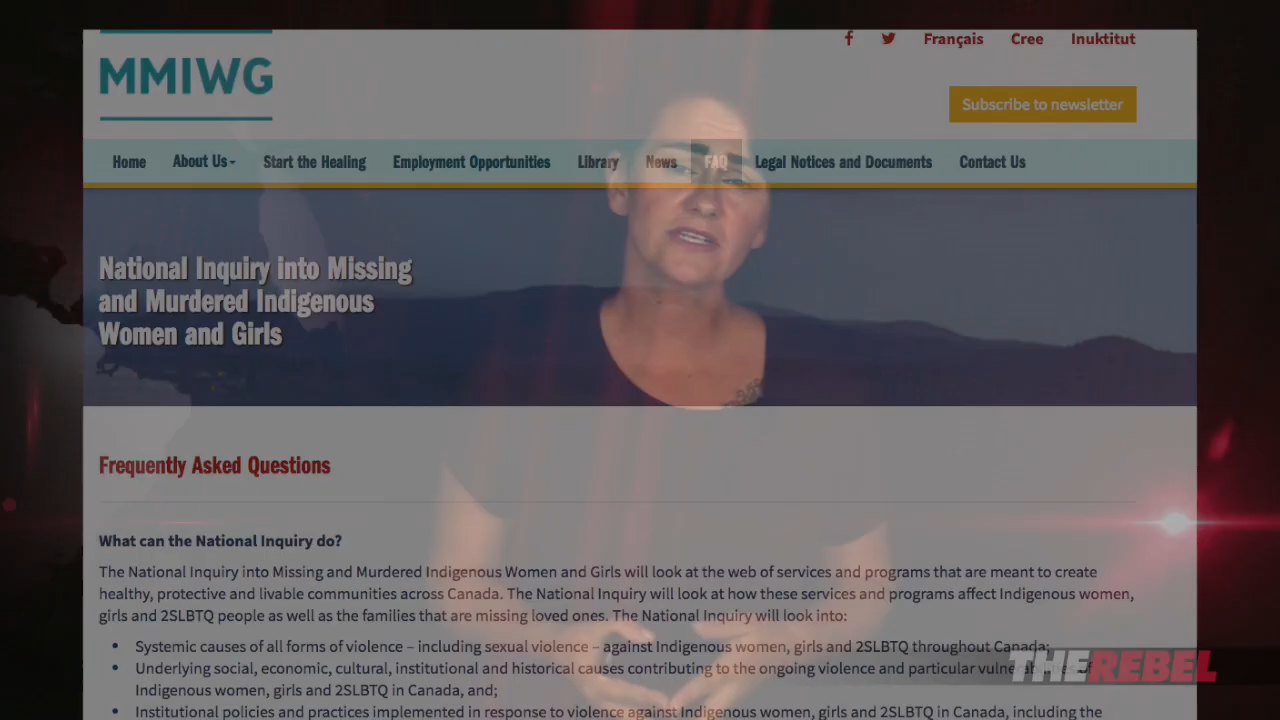 Français Cree Inuktitut
MMIWG
Subscribe to newsletter
Home About Us Start the Healing Employment Opportunities Library News FAQ Legal Notices and Documents Contact Us
National Inquiry into Missing
and Murdered Indigenous
Women and Girls
Frequently Asked Questions
What can the National Inquiry do?
The National Inquiry into Missing and Murdered Indigenous Women and Girls will look at the web of services and programs that are meant to create
healthy, protective and livable communities across Canada. The National Inquiry will look at how these services and programs affect Indigenous women,
girls and 2SLBTQ people as well as the families that are missing loved ones. The National Inquiry will look into:
• Systemic causes of all forms of violence – including sexual violence – against Indigenous women, girls and 2SLBTQ throughout Canada;
• Underlying social, economic, cultural, institutional and historical causes contributing to the ongoing violence and particular
Indigenous women, girls and 2SLBTQ in Canada, and;
• Institutional policies and practices implemented in response to violence against Indigenous women, girls and 2SLBTQ in Canada, including the
THE REBEL